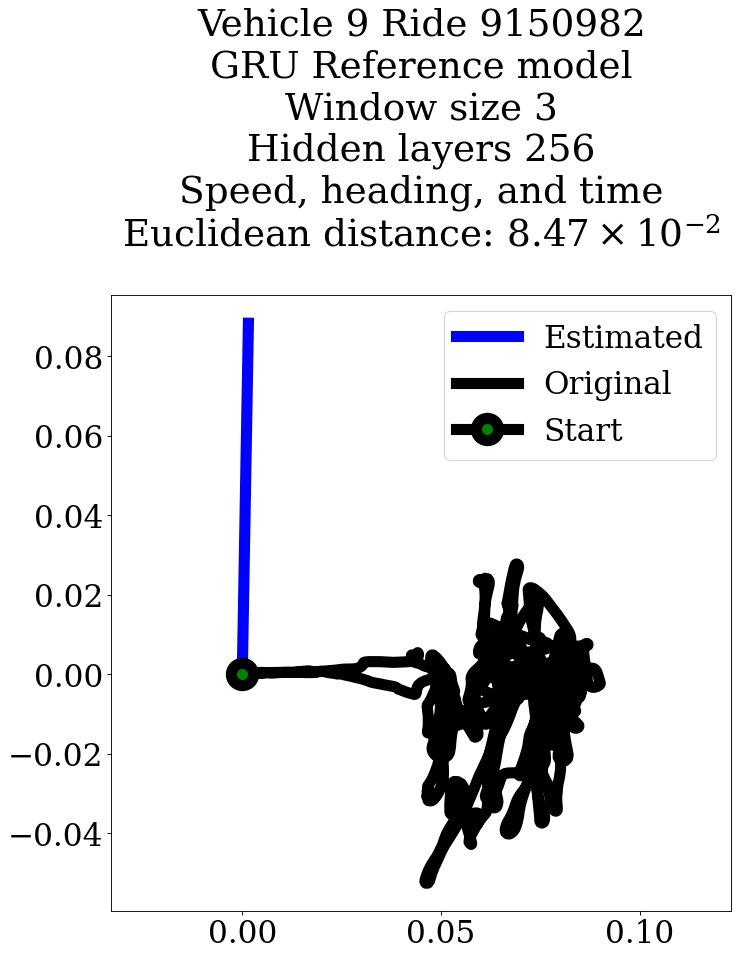 Vehicle 9 Ride 9150982
GRU Reference model
Window size 3
Hidden layers 256
Speed, heading, and time
Euclidean distance: 8.47 × 10⁻²
Estimated
Original
Start
0.08
0.06
0.04
0.02
0.00
−0.02
−0.04
0.00 0.05 0.10